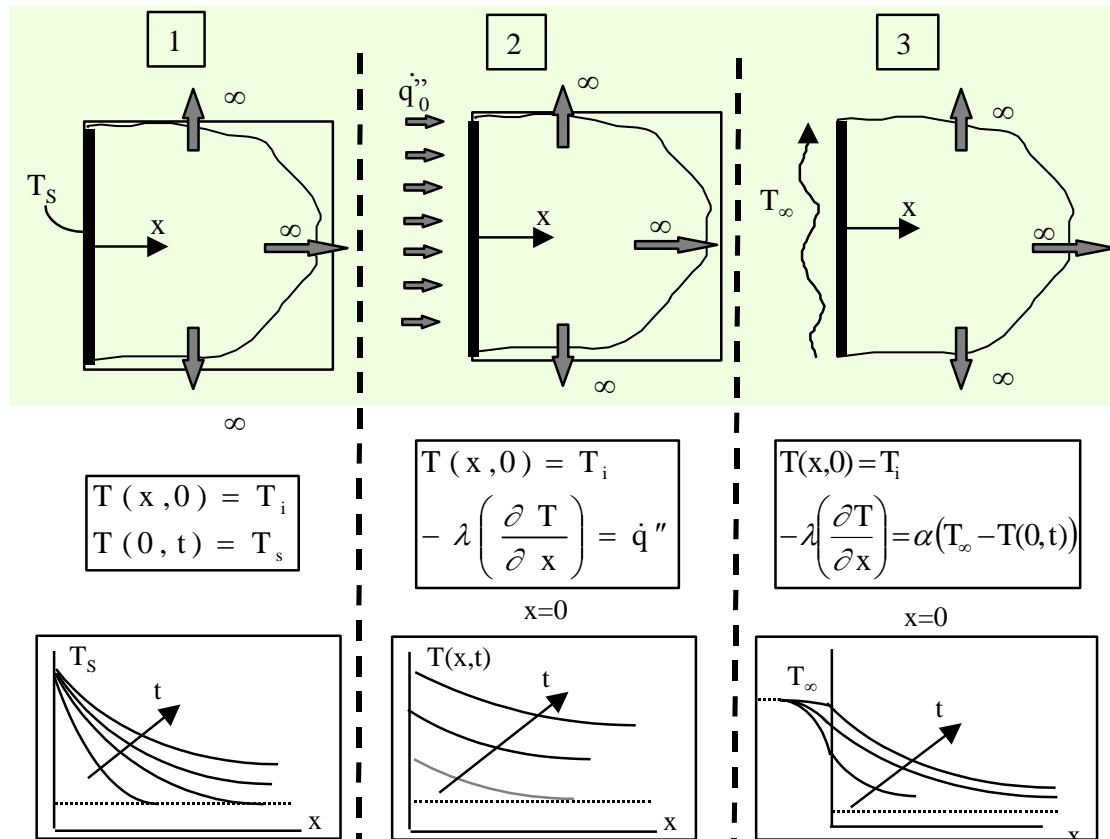 1
∞
T_S
x
∞
∞
∞
T(x,0) = T_i
T(0,t) = T_s
T_S
t
x
2
q̇''_0
∞
x
∞
∞
T(x,0) = T_i
- λ (∂T/∂x) = q̇''
x=0
T(x,t)
t
x
3
∞
T_∞
x
∞
∞
T(x,0) = T_i
-λ(∂T/∂x) = α(T_∞ - T(0,t))
x=0
T_∞
t
x